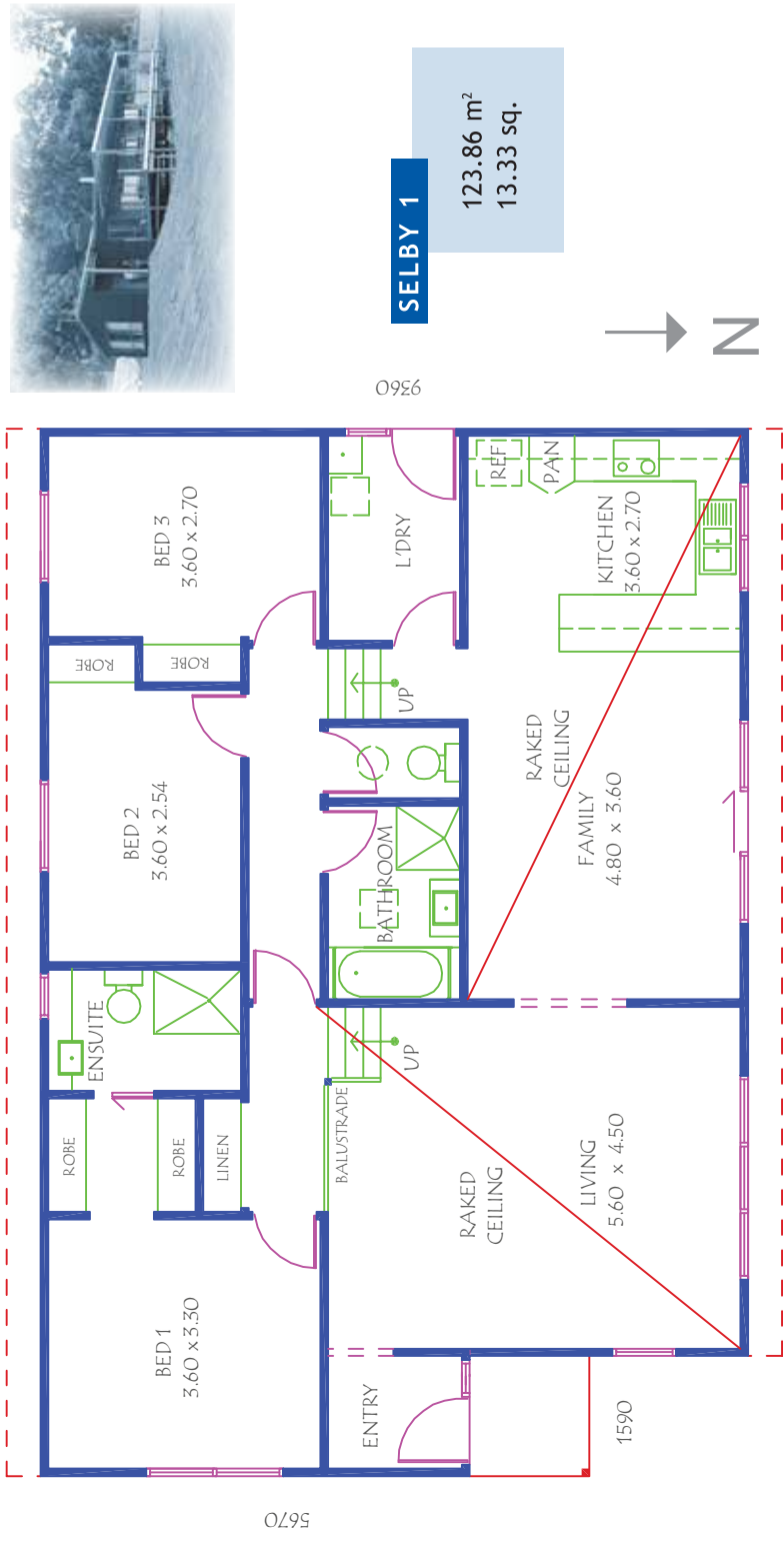 SELBY 1
123.86 m²
13.33 sq.
N
9360
BED 3
3.60 x 2.70
ROBE
ROBE
BED 2
3.60 x 2.54
ENSUITE
ROBE
ROBE
LINEN
BED 1
3.60 x 3.30
L'DRY
UP
BATHROOM
UP
BALUSTRADE
ENTRY
REF
PAN
KITCHEN
3.60 x 2.70
RAKED
CEILING
FAMILY
4.80 x 3.60
RAKED
CEILING
LIVING
5.60 x 4.50
1590
5670